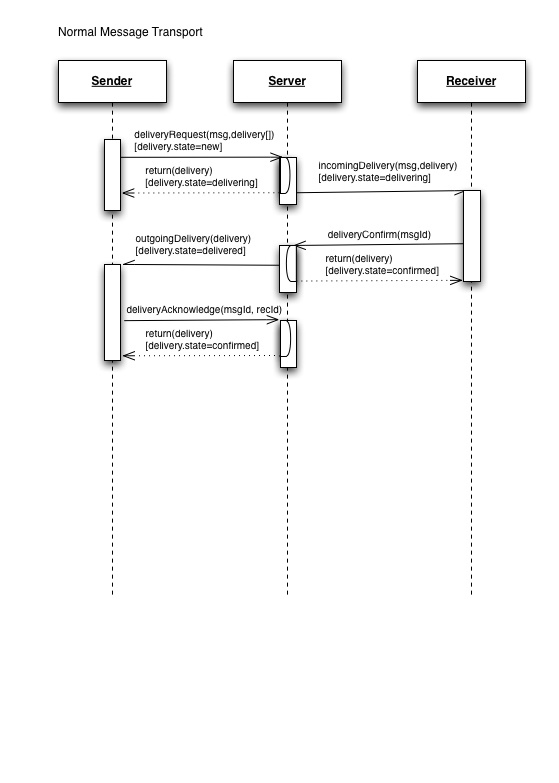 Normal Message Transport
Sender
Server
Receiver
deliveryRequest(msg,delivery[])
[delivery.state=new]
return(delivery)
[delivery.state=delivering]
incomingDelivery(msg,delivery)
[delivery.state=delivering]
deliveryConfirm(msgId)
outgoingDelivery(delivery)
[delivery.state=delivered]
return(delivery)
[delivery.state=confirmed]
deliveryAcknowledge(msgId, recId)
return(delivery)
[delivery.state=confirmed]